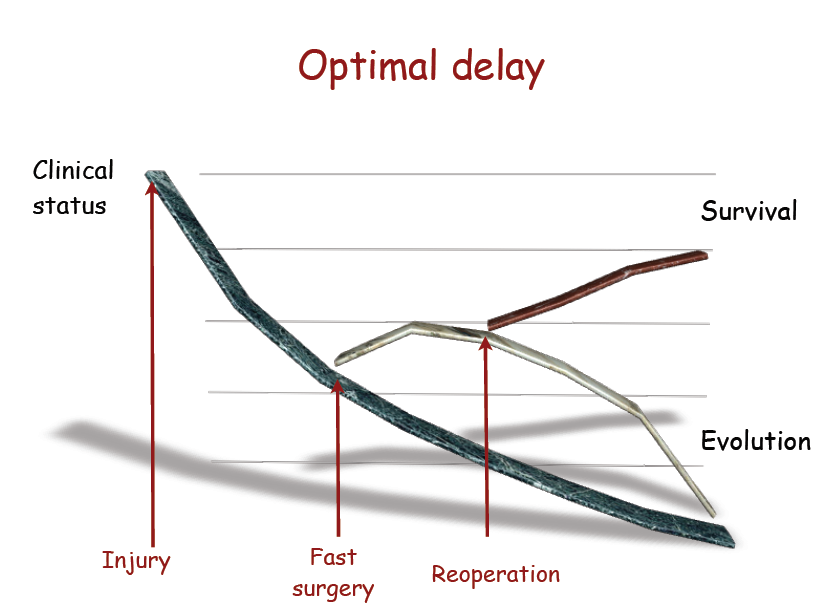 Optimal delay
Clinical
status
Survival
Evolution
Injury
Fast
surgery
Reoperation